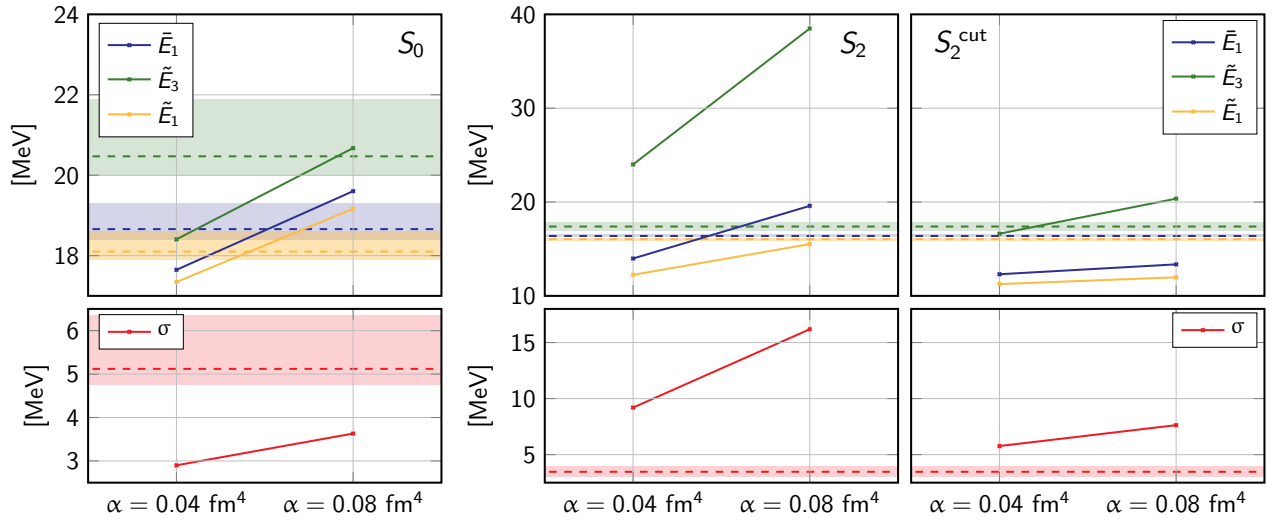 24
22
20
18
[MeV]
Ē₁
Ẽ₃
Ẽ₁
S₀
6
5
4
3
[MeV]
σ
α = 0.04 fm⁴
α = 0.08 fm⁴
40
30
20
10
[MeV]
S₂
15
10
5
[MeV]
α = 0.04 fm⁴
α = 0.08 fm⁴
S₂ᶜᵘᵗ
Ē₁
Ẽ₃
Ẽ₁
σ
α = 0.04 fm⁴
α = 0.08 fm⁴